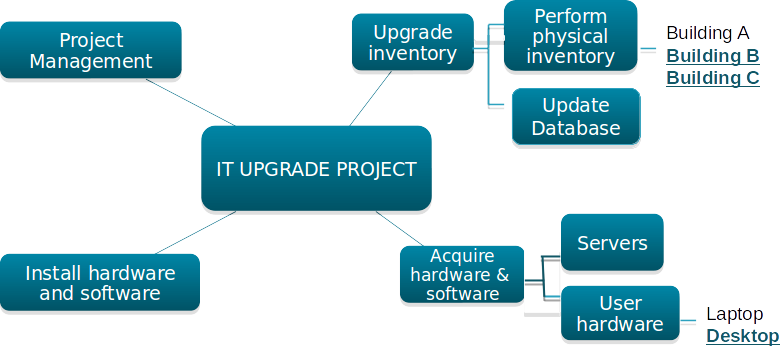 Project
Management
Upgrade
inventory
Perform
physical
inventory
Building A
Building B
Building C
Update
Database
IT UPGRADE PROJECT
Install hardware
and software
Acquire
hardware &
software
Servers
User
hardware
Laptop
Desktop